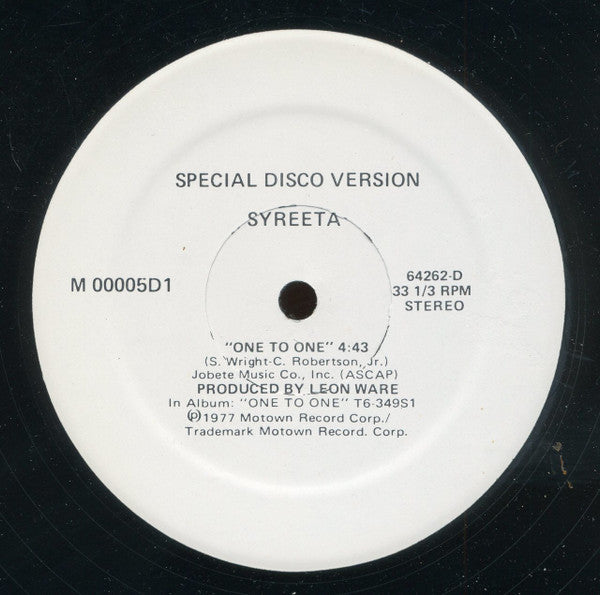 SPECIAL DISCO VERSION
SYREETA
M 00005D1
64262-D
33 1/3 RPM
STEREO
"ONE TO ONE" 4:43
(S. Wright-C. Robertson, Jr.)
Jobete Music Co., Inc. (ASCAP)
PRODUCED BY LEON WARE
In Album: "ONE TO ONE" T6-349S1
℗1977 Motown Record Corp./
Trademark Motown Record. Corp.